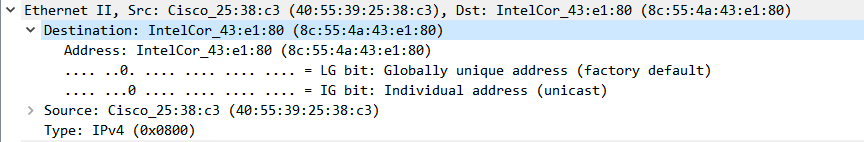 Ethernet II, Src: Cisco_25:38:c3 (40:55:39:25:38:c3), Dst: IntelCor_43:e1:80 (8c:55:4a:43:e1:80)
Destination: IntelCor_43:e1:80 (8c:55:4a:43:e1:80)
Address: IntelCor_43:e1:80 (8c:55:4a:43:e1:80)
.... ..0. .... .... .... .... = LG bit: Globally unique address (factory default)
.... ...0 .... .... .... .... = IG bit: Individual address (unicast)
Source: Cisco_25:38:c3 (40:55:39:25:38:c3)
Type: IPv4 (0x0800)